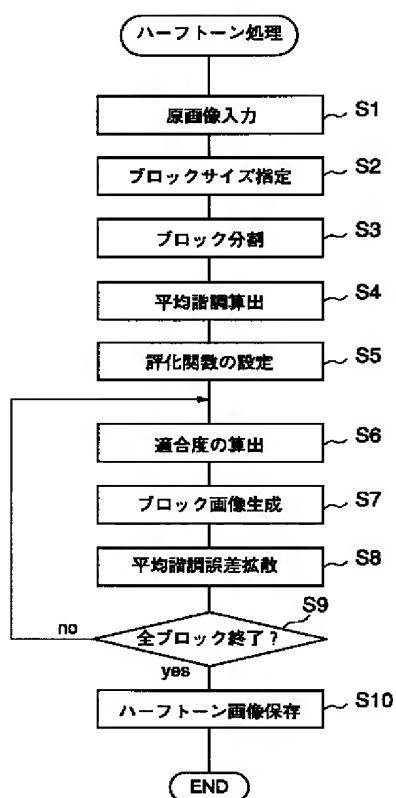 ハーフトーン処理
原画像入力
S1
ブロックサイズ指定
S2
ブロック分割
S3
平均諧調算出
S4
評化関数の設定
S5
適合度の算出
S6
ブロック画像生成
S7
平均諧調誤差拡散
S8
S9
全ブロック終了？
no
yes
ハーフトーン画像保存
S10
END